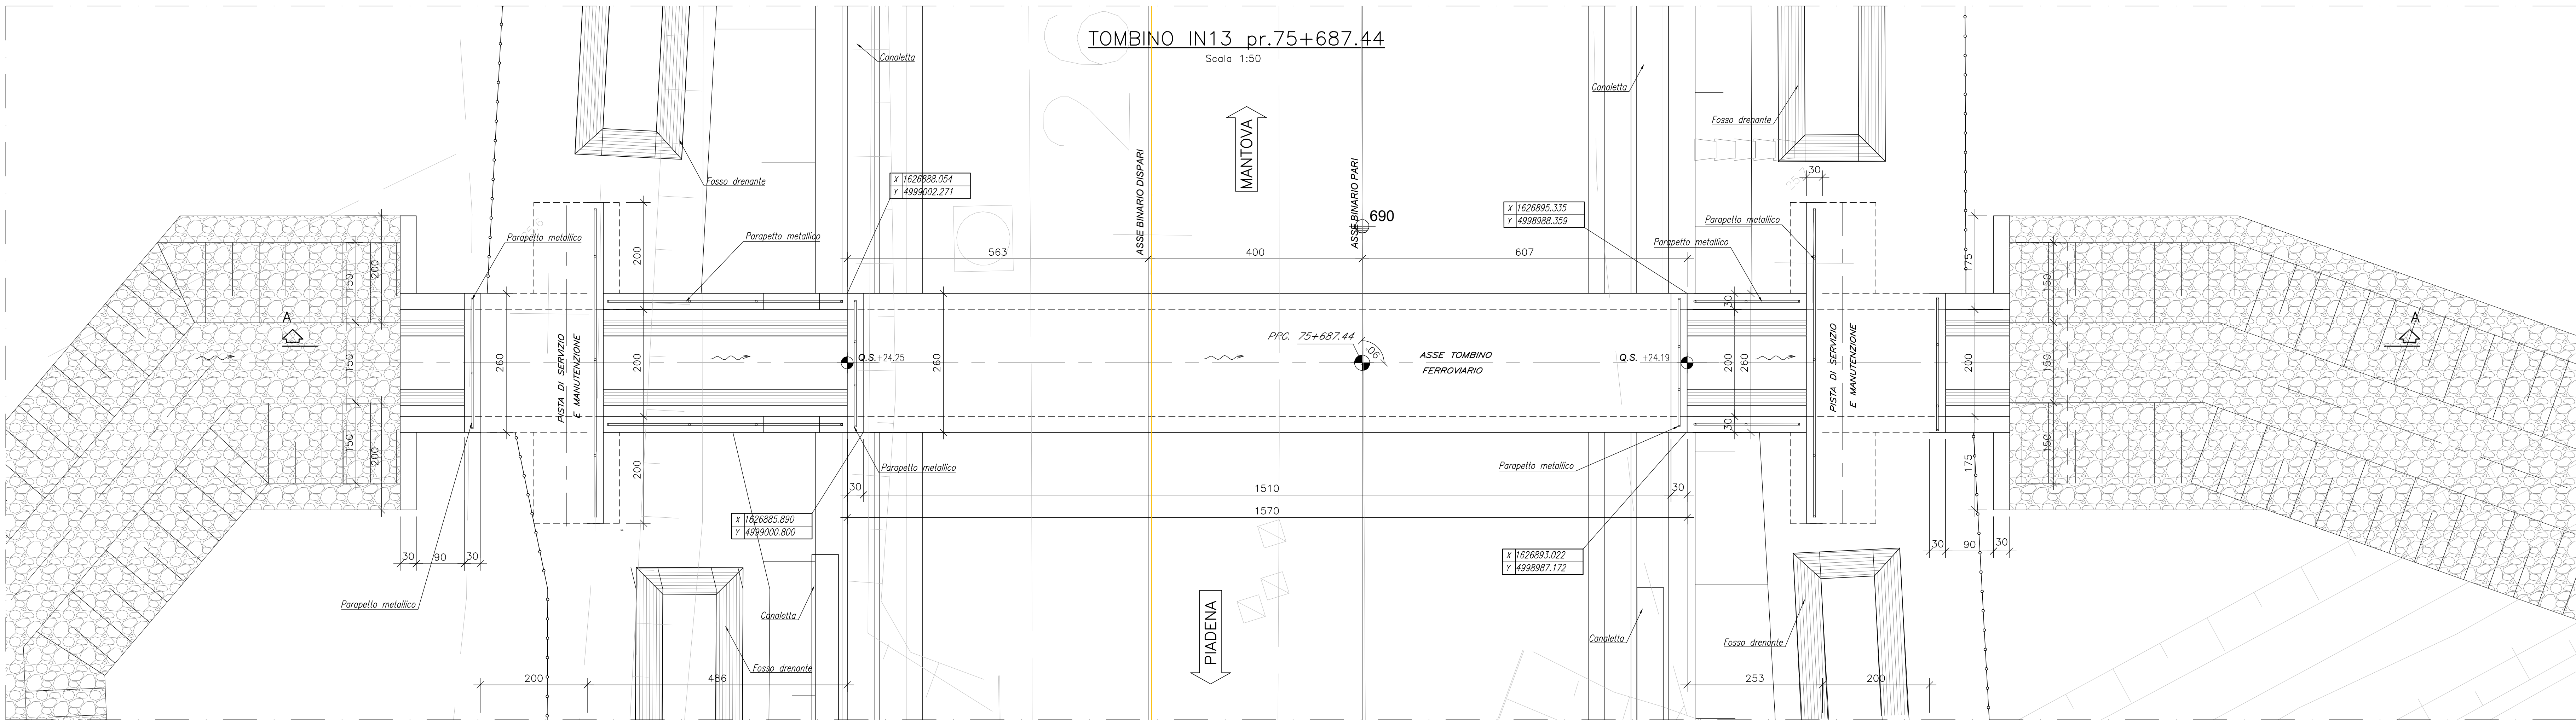 TOMBINO IN13 pr.75+687.44
Scala 1:50
Canaletta
Canaletta
Fosso drenante
Fosso drenante
MANTOVA
ASSE BINARIO DISPARI
ASSE BINARIO PARI
690
X 1626888.054
Y 4999002.271
X 1626895.335
Y 4998988.359
30
Parapetto metallico
Parapetto metallico
Parapetto metallico
Parapetto metallico
200
563
400
607
175
150
200
150
A
PISTA DI SERVIZIO
E MANUTENZIONE
260
200
150
Q.S. +24.25
260
PRG. 75+687.44
90°
ASSE TOMBINO
FERROVIARIO
Q.S. +24.19
30
200
260
30
PISTA DI SERVIZIO
E MANUTENZIONE
200
150
A
150
200
200
Parapetto metallico
Parapetto metallico
175
150
30
1510
30
1570
X 1626885.890
Y 4999000.800
X 1626893.022
Y 4998987.172
30
90
30
30
90
30
Parapetto metallico
Canaletta
Canaletta
Fosso drenante
Fosso drenante
PIADENA
200
486
253
200